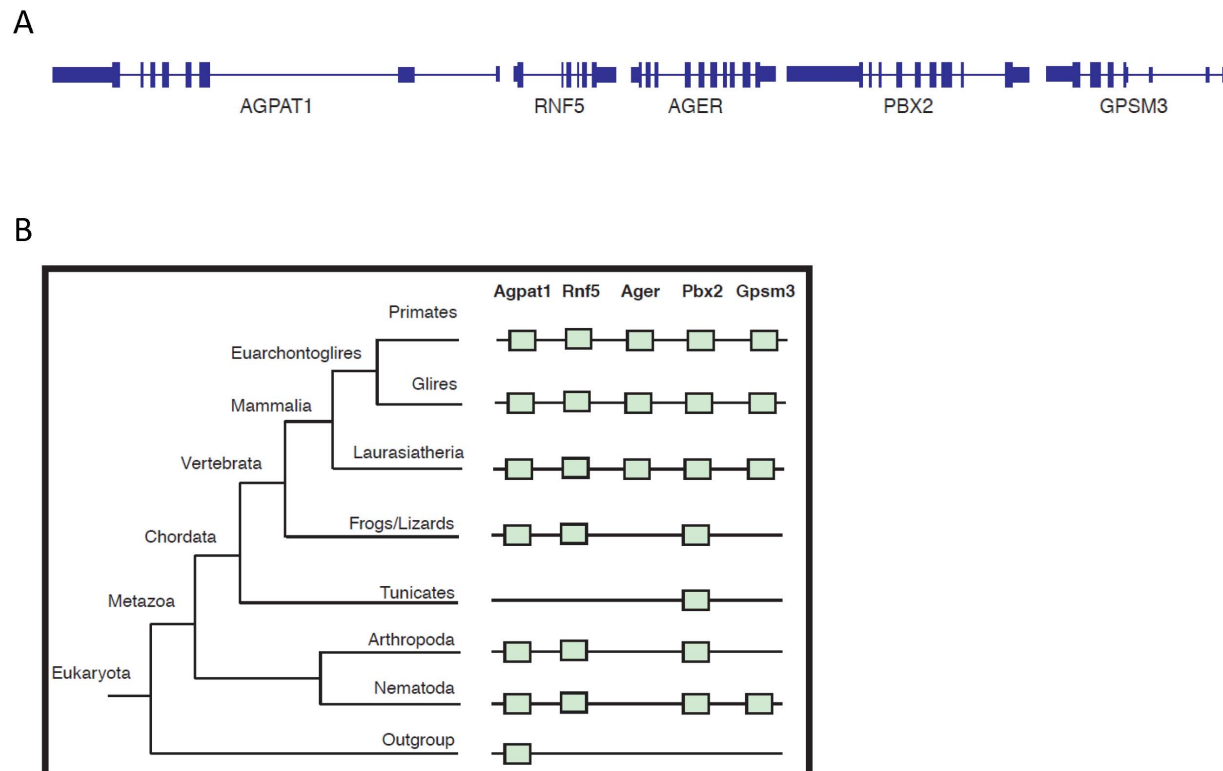 A
AGPAT1 RNF5 AGER PBX2 GPSM3
B
Agpat1 Rnf5 Ager Pbx2 Gpsm3
Primates
Euarchontoglires
Glires
Mammalia
Laurasiatheria
Vertebrata
Frogs/Lizards
Chordata
Tunicates
Metazoa
Arthropoda
Eukaryota
Nematoda
Outgroup